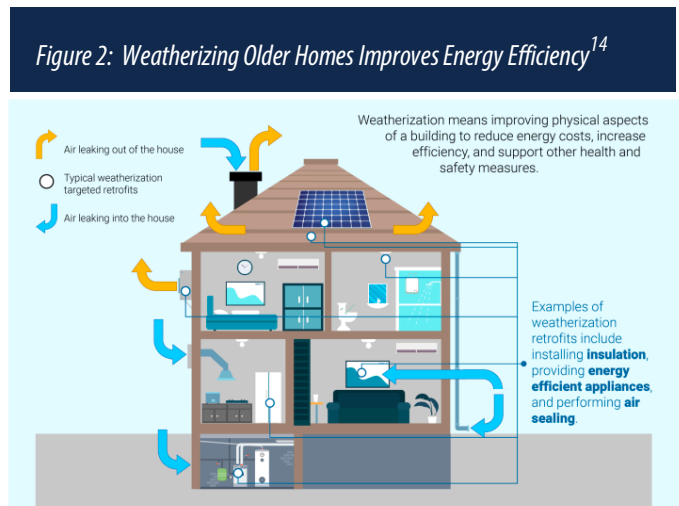 Figure 2: Weatherizing Older Homes Improves Energy Efficiency14
Weatherization means improving physical aspects
of a building to reduce energy costs, increase
efficiency, and support other health and
safety measures.
Air leaking out of the house
Typical weatherization
targeted retrofits
Air leaking into the house
Examples of
weatherization
retrofits include
installing insulation,
providing energy
efficient appliances,
and performing air
sealing.